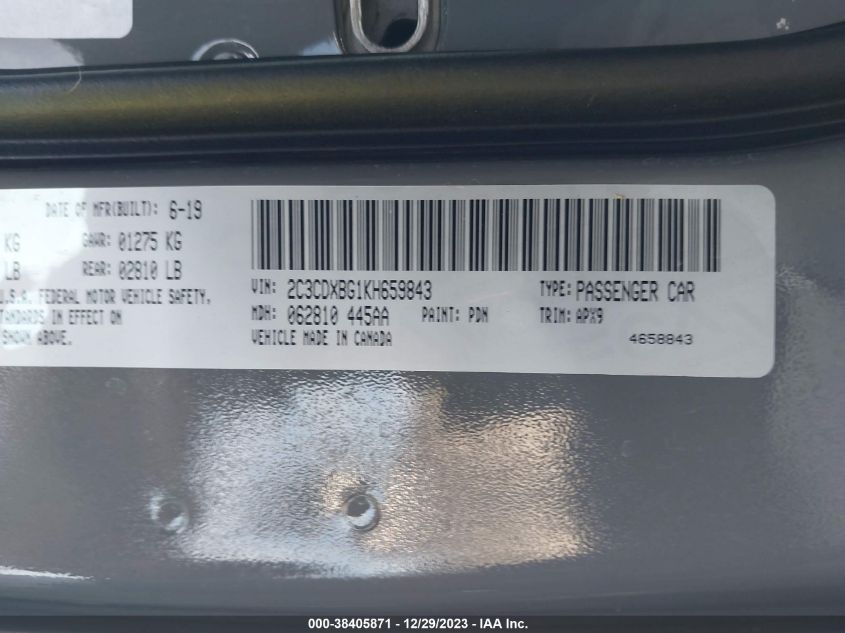 DATE OF MFR(BUILT): 6-19
KG GAWR: 01275 KG
LB REAR: 02810 LB
U.S.A. FEDERAL MOTOR VEHICLE SAFETY,
TANDARDS IN EFFECT ON
SHOWN ABOVE.
VIN: 2C3CDXBG1KH659843 TYPE: PASSENGER CAR
MDH: 062810 445AA PAINT: PDN TRIM: APX9
VEHICLE MADE IN CANADA 4658843
000-38405871 - 12/29/2023 - IAA Inc.